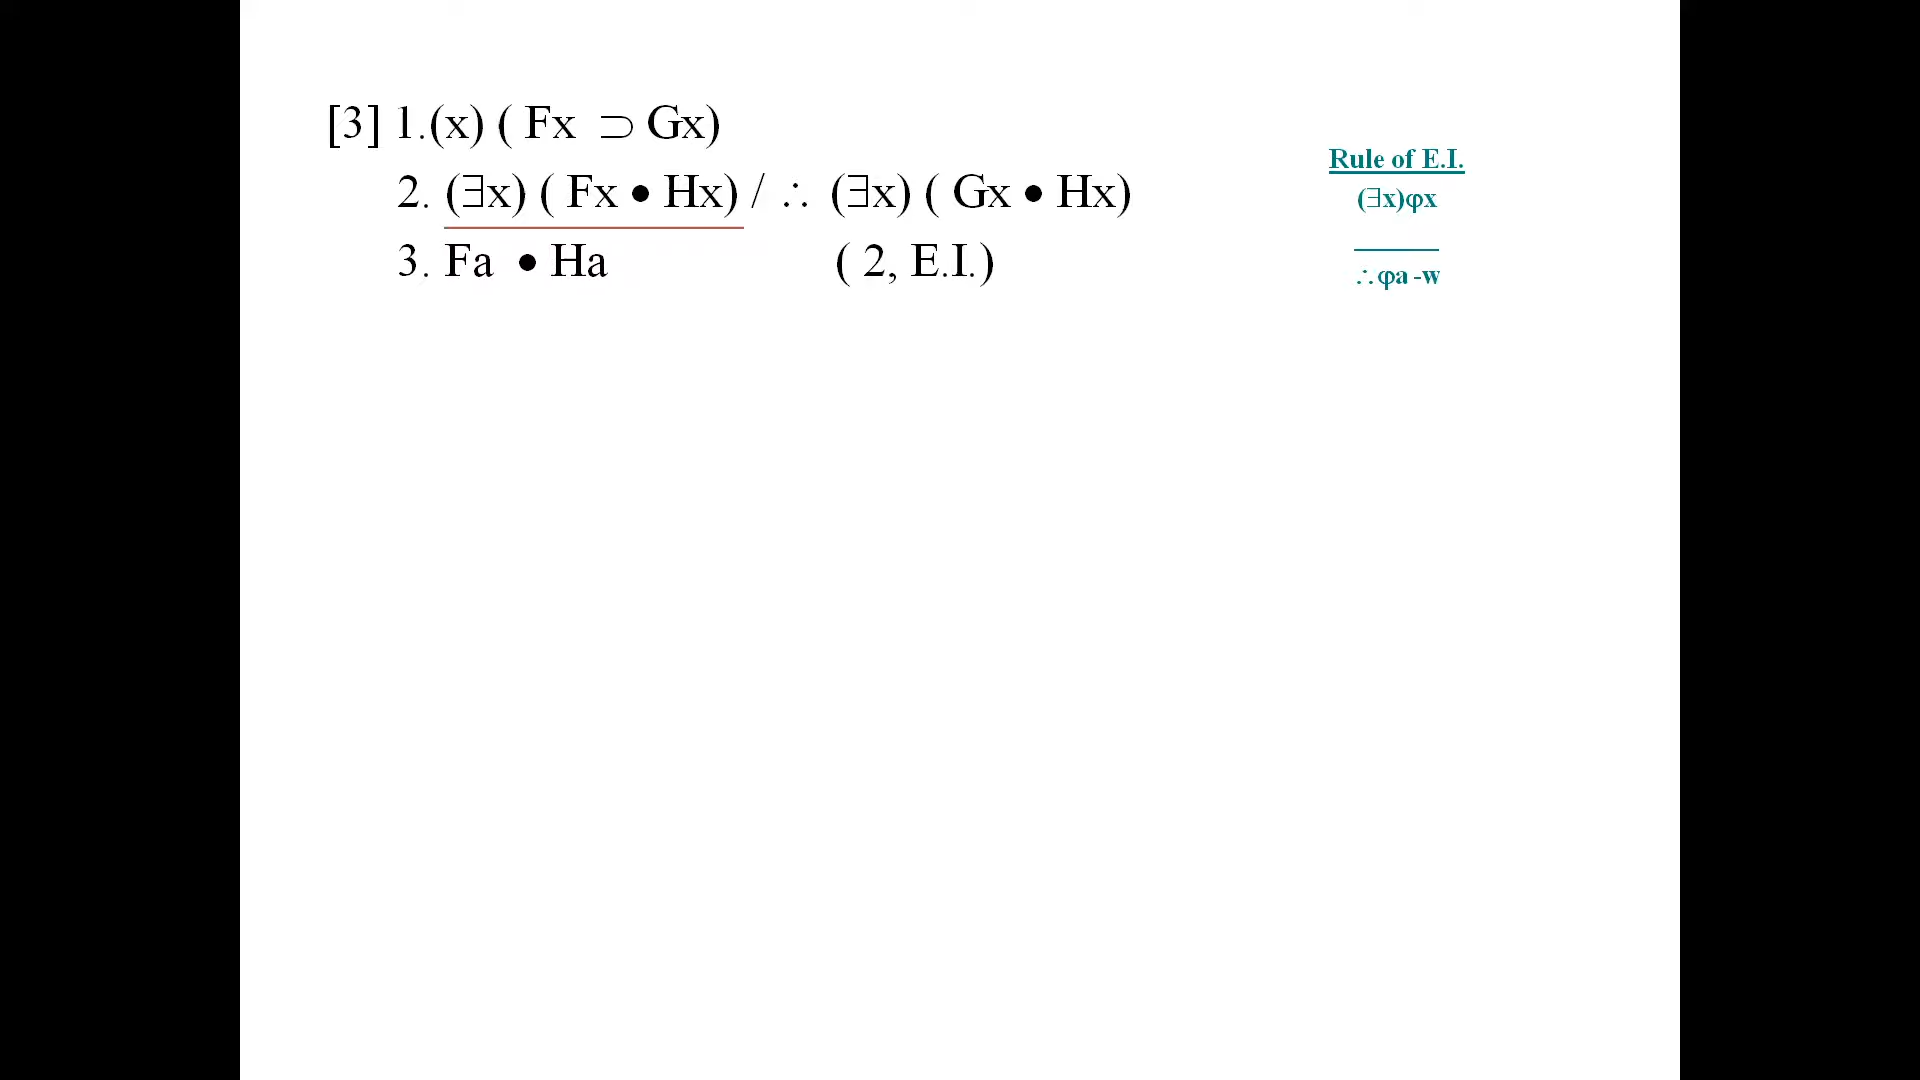 [3] 1.(x) ( Fx ⊃ Gx)
2. (∃x) ( Fx ● Hx) / ∴ (∃x) ( Gx ● Hx)
3. Fa ● Ha ( 2, E.I.)
Rule of E.I.
(∃x)φx
∴φa -w